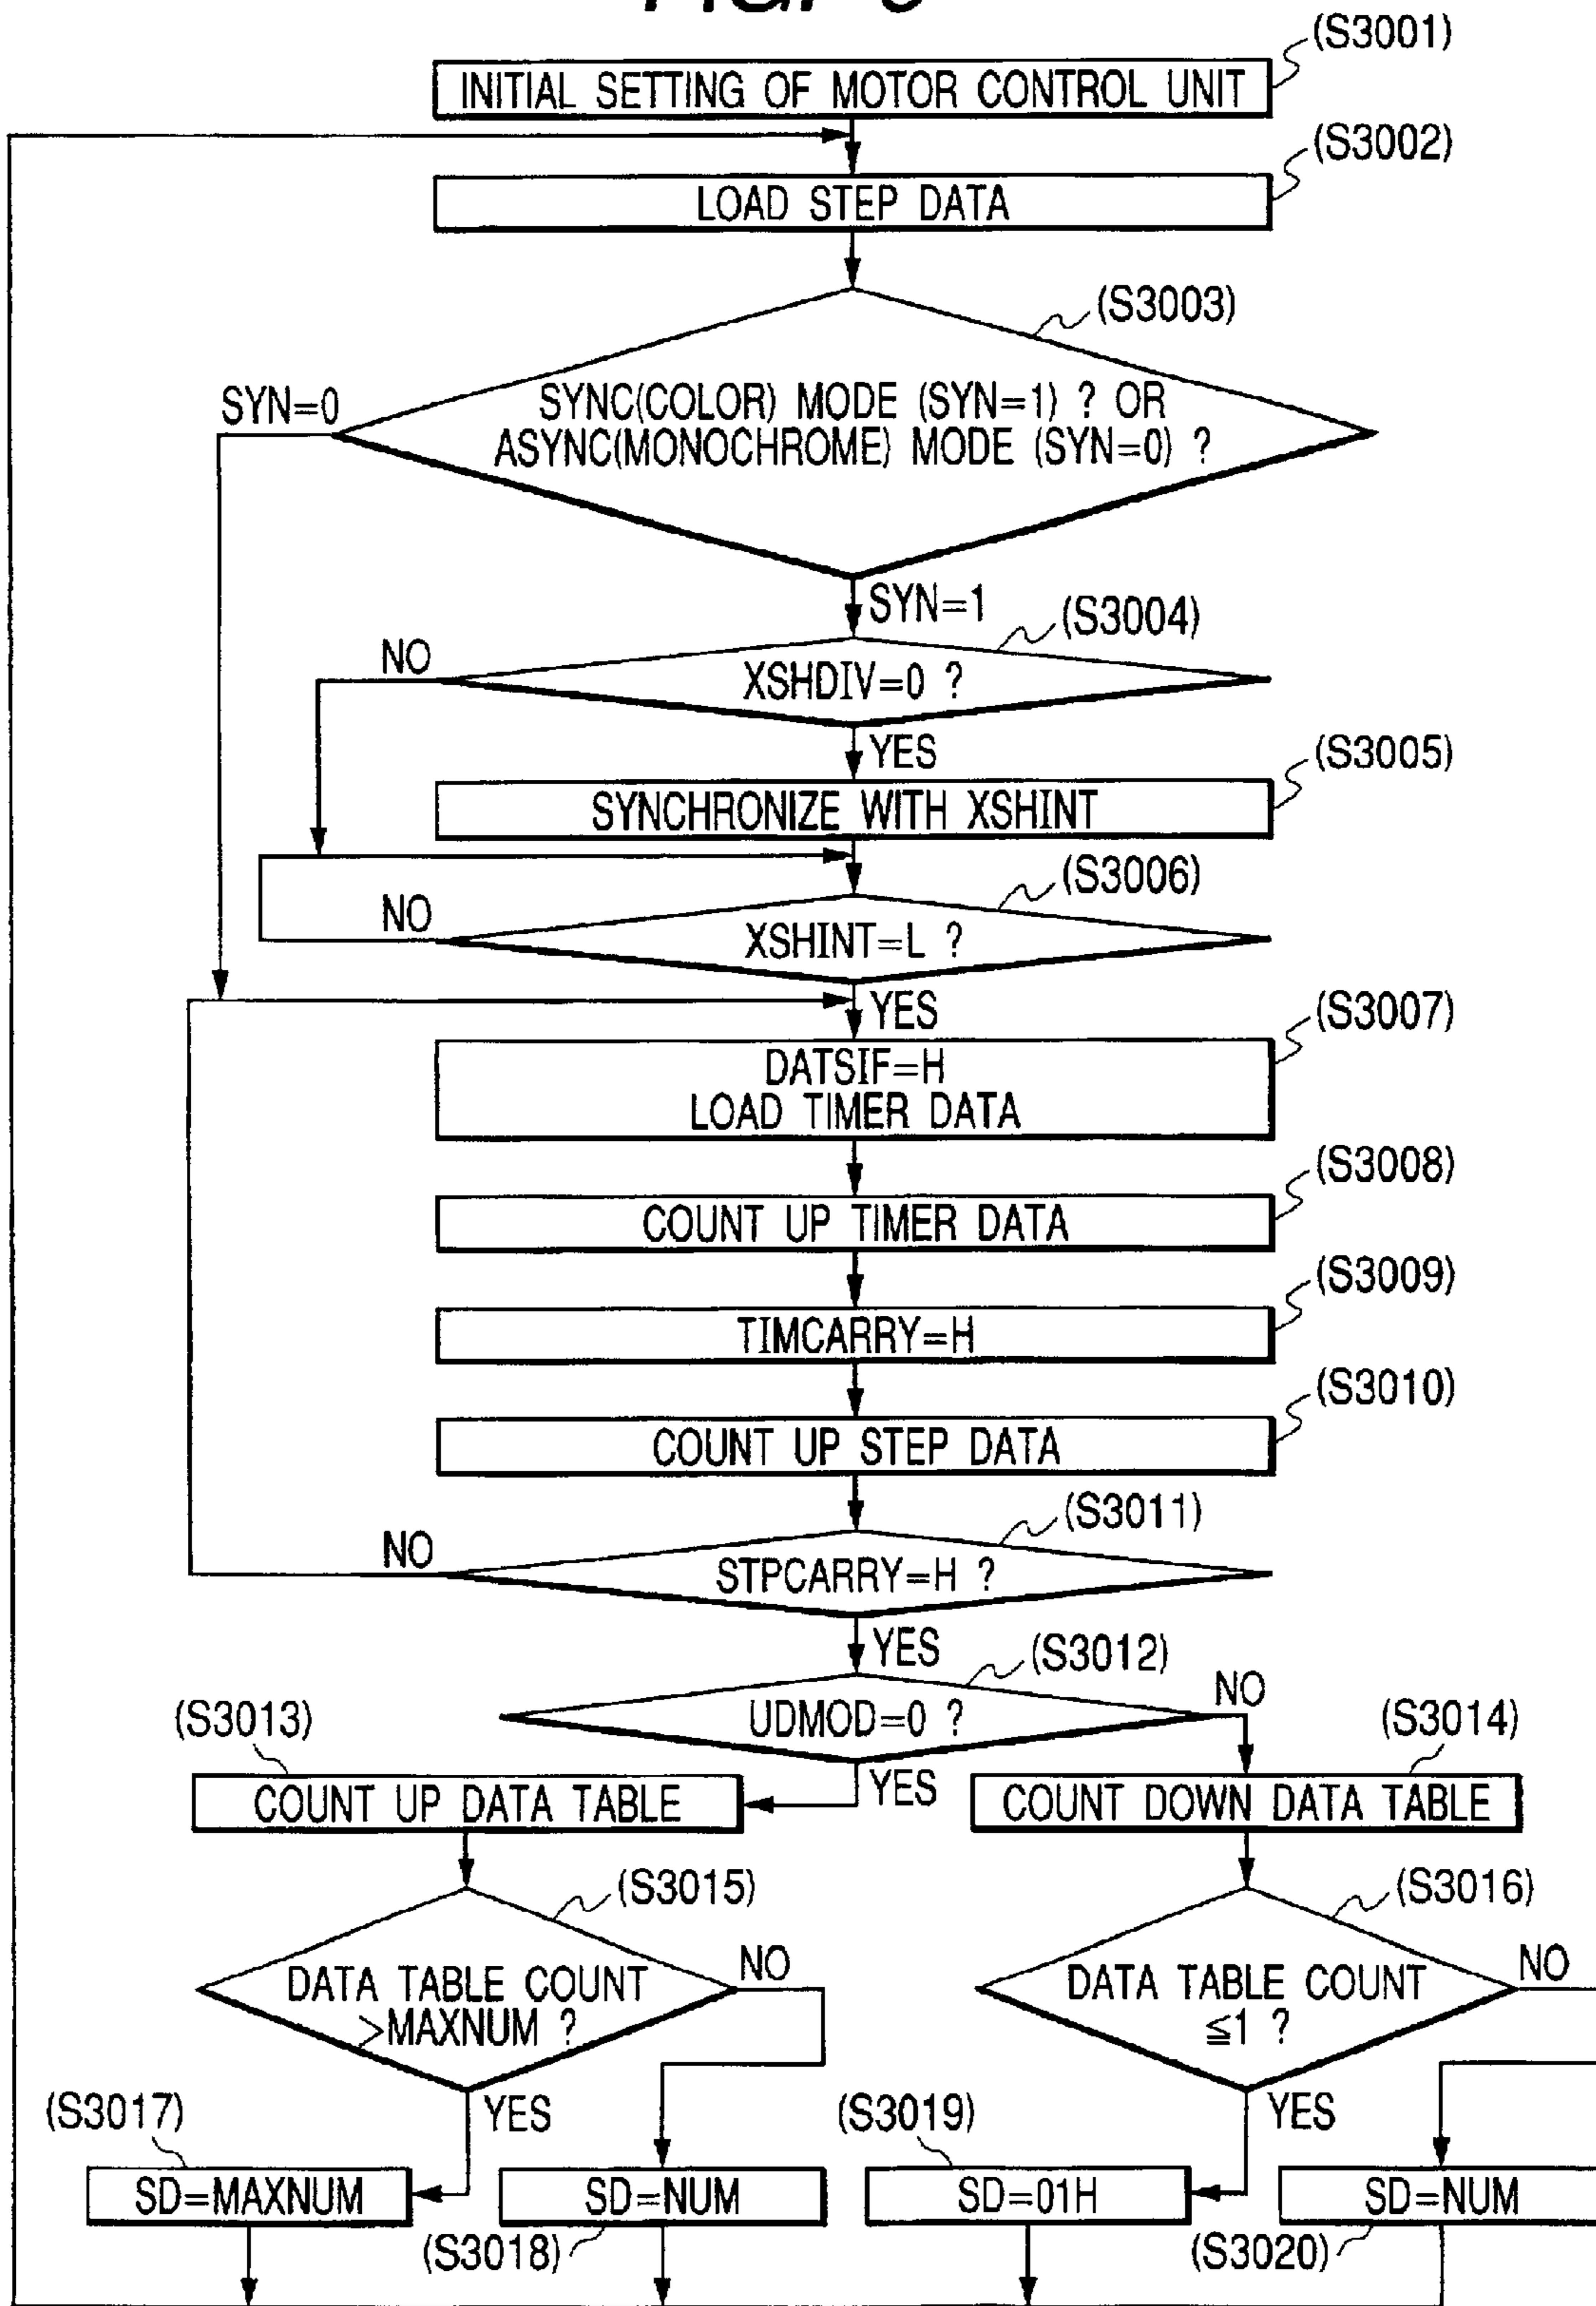 (S3001)
INITIAL SETTING OF MOTOR CONTROL UNIT
(S3002)
LOAD STEP DATA
(S3003)
SYN=0
SYNC(COLOR) MODE (SYN=1) ? OR
ASYNC(MONOCHROME) MODE (SYN=0) ?
SYN=1
(S3004)
NO
XSHDIV=0 ?
YES
(S3005)
SYNCHRONIZE WITH XSHINT
(S3006)
NO
XSHINT=L ?
YES
(S3007)
DATSIF=H
LOAD TIMER DATA
(S3008)
COUNT UP TIMER DATA
(S3009)
TIMCARRY=H
(S3010)
COUNT UP STEP DATA
(S3011)
NO
STPCARRY=H ?
YES
(S3012)
NO
UDMOD=0 ?
(S3013)
(S3014)
YES
COUNT UP DATA TABLE
COUNT DOWN DATA TABLE
(S3015)
(S3016)
NO
NO
DATA TABLE COUNT
>MAXNUM ?
DATA TABLE COUNT
≦1 ?
(S3017)
YES
(S3019)
YES
SD=MAXNUM
SD=NUM
SD=01H
SD=NUM
(S3018)
(S3020)